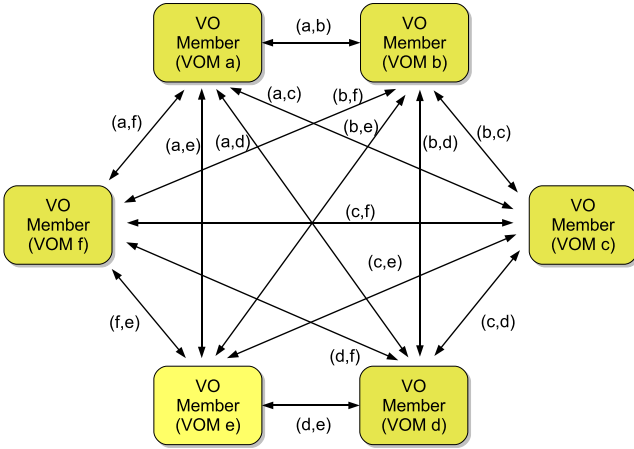 VO
Member
(VOM a)
(a,b)
VO
Member
(VOM b)
(a,c)
(b,f)
(a,f)
(a,e)
(a,d)
(b,e)
(b,d)
(b,c)
VO
Member
(VOM f)
(c,f)
VO
Member
(VOM c)
(c,e)
(f,e)
(c,d)
(d,f)
VO
Member
(VOM e)
(d,e)
VO
Member
(VOM d)